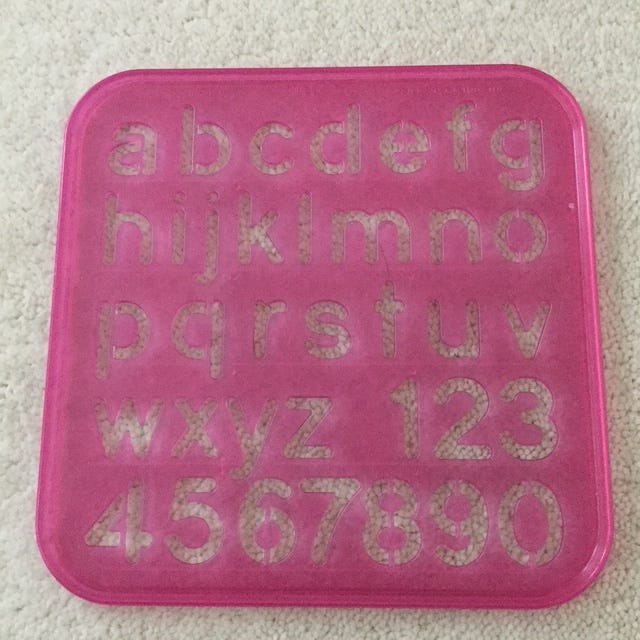 abcdefg
hijklmno
pqrstuv
wxyz 123
4567890